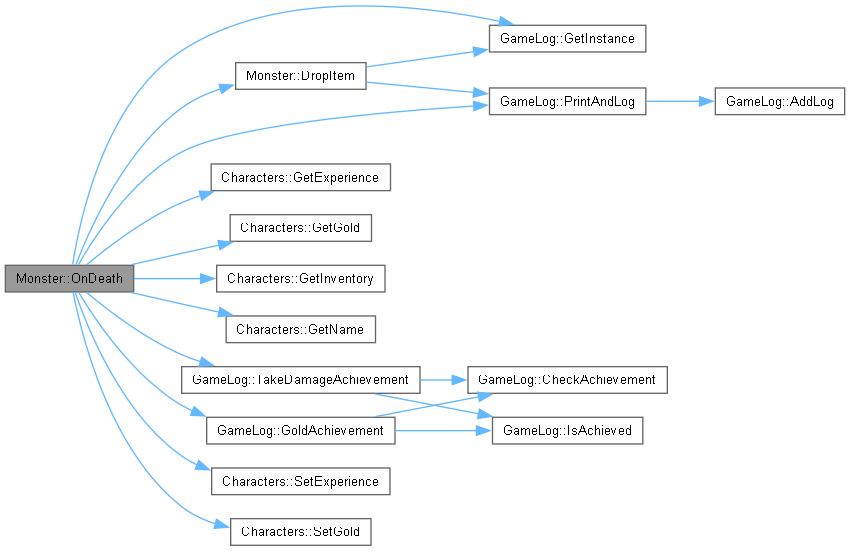 GameLog::GetInstance
Monster::DropItem
GameLog::PrintAndLog
GameLog::AddLog
Characters::GetExperience
Characters::GetGold
Monster::OnDeath
Characters::GetInventory
Characters::GetName
GameLog::TakeDamageAchievement
GameLog::CheckAchievement
GameLog::GoldAchievement
GameLog::IsAchieved
Characters::SetExperience
Characters::SetGold